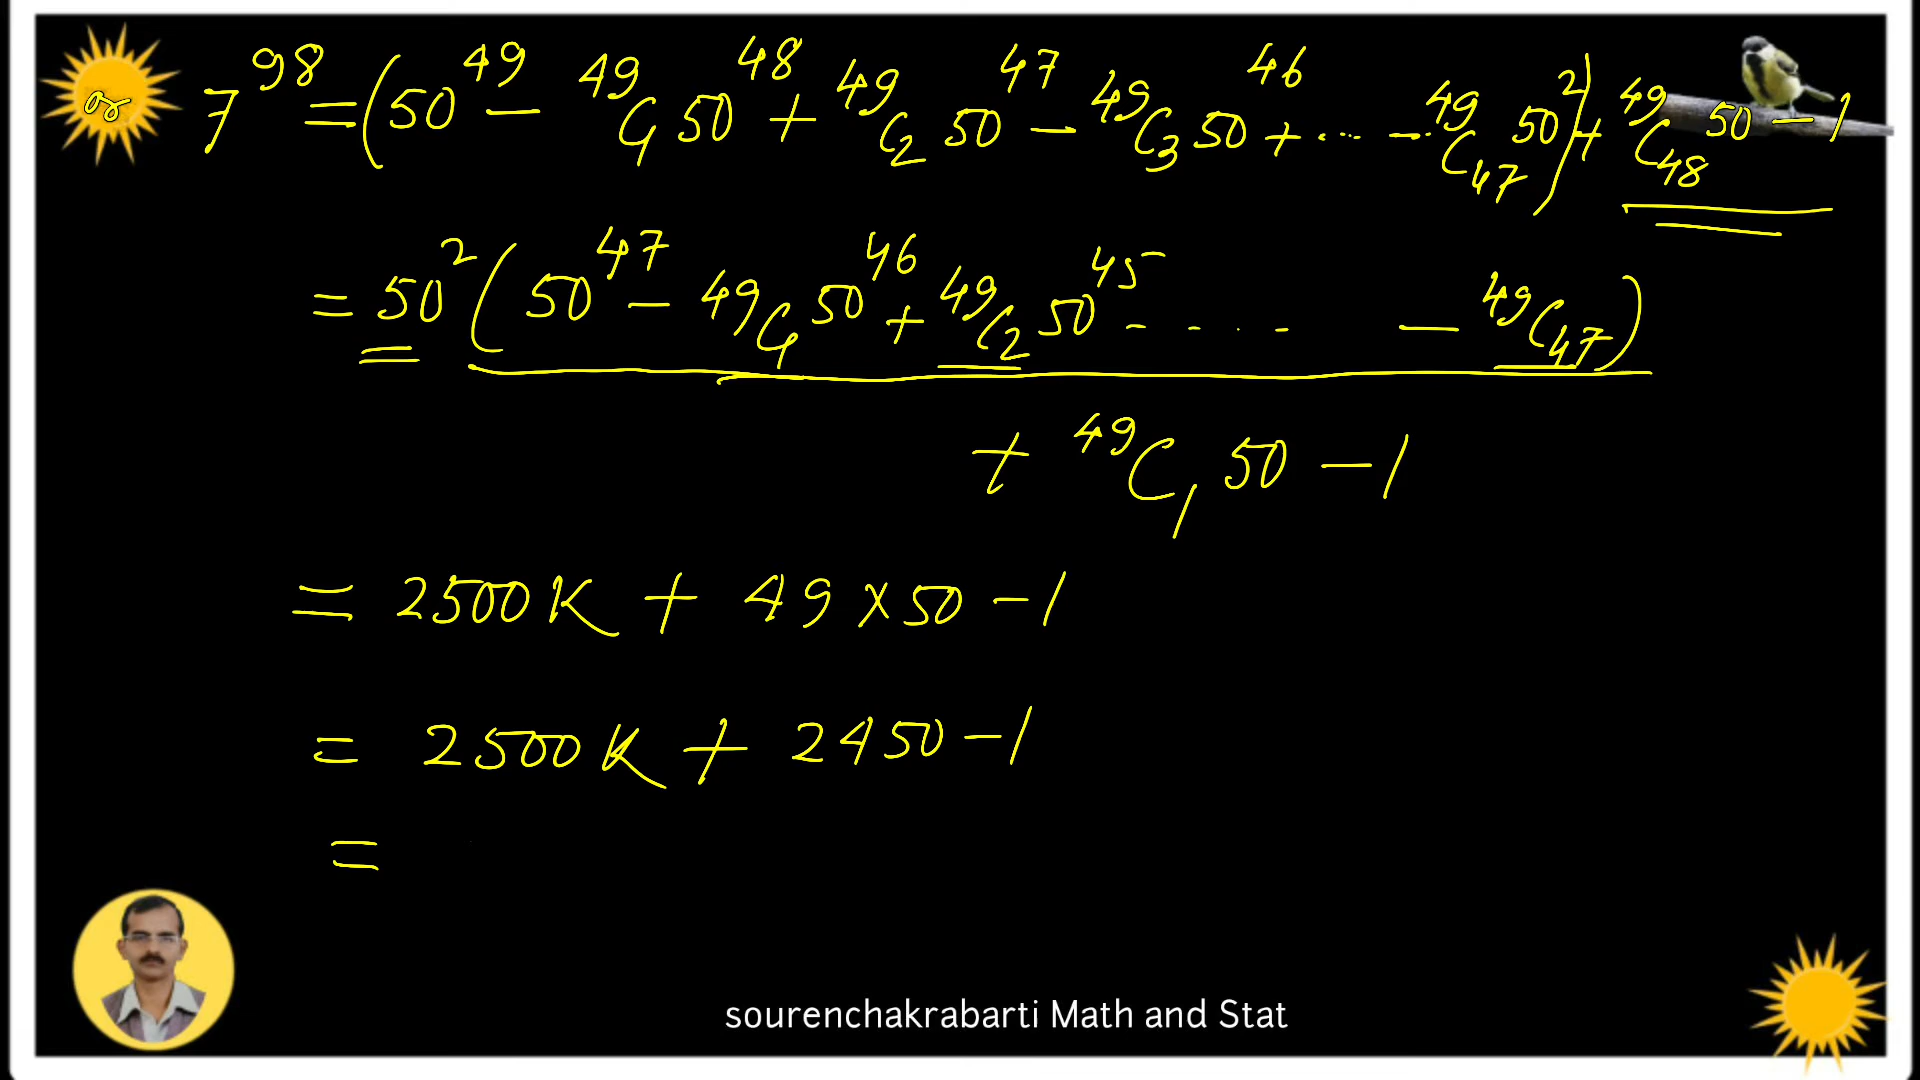 or 7^98 = (50^49 - 49C1 50^48 + 49C2 50^47 - 49C3 50^46 + ... - 49C47 50^2) + 49C48 50 - 1
= 50^2 (50^47 - 49C1 50^46 + 49C2 50^45 - - - - - 49C47)
+ 49C1 50 - 1
= 2500K + 49 × 50 - 1
= 2500K + 2450 - 1
=
sourenchakrabarti Math and Stat